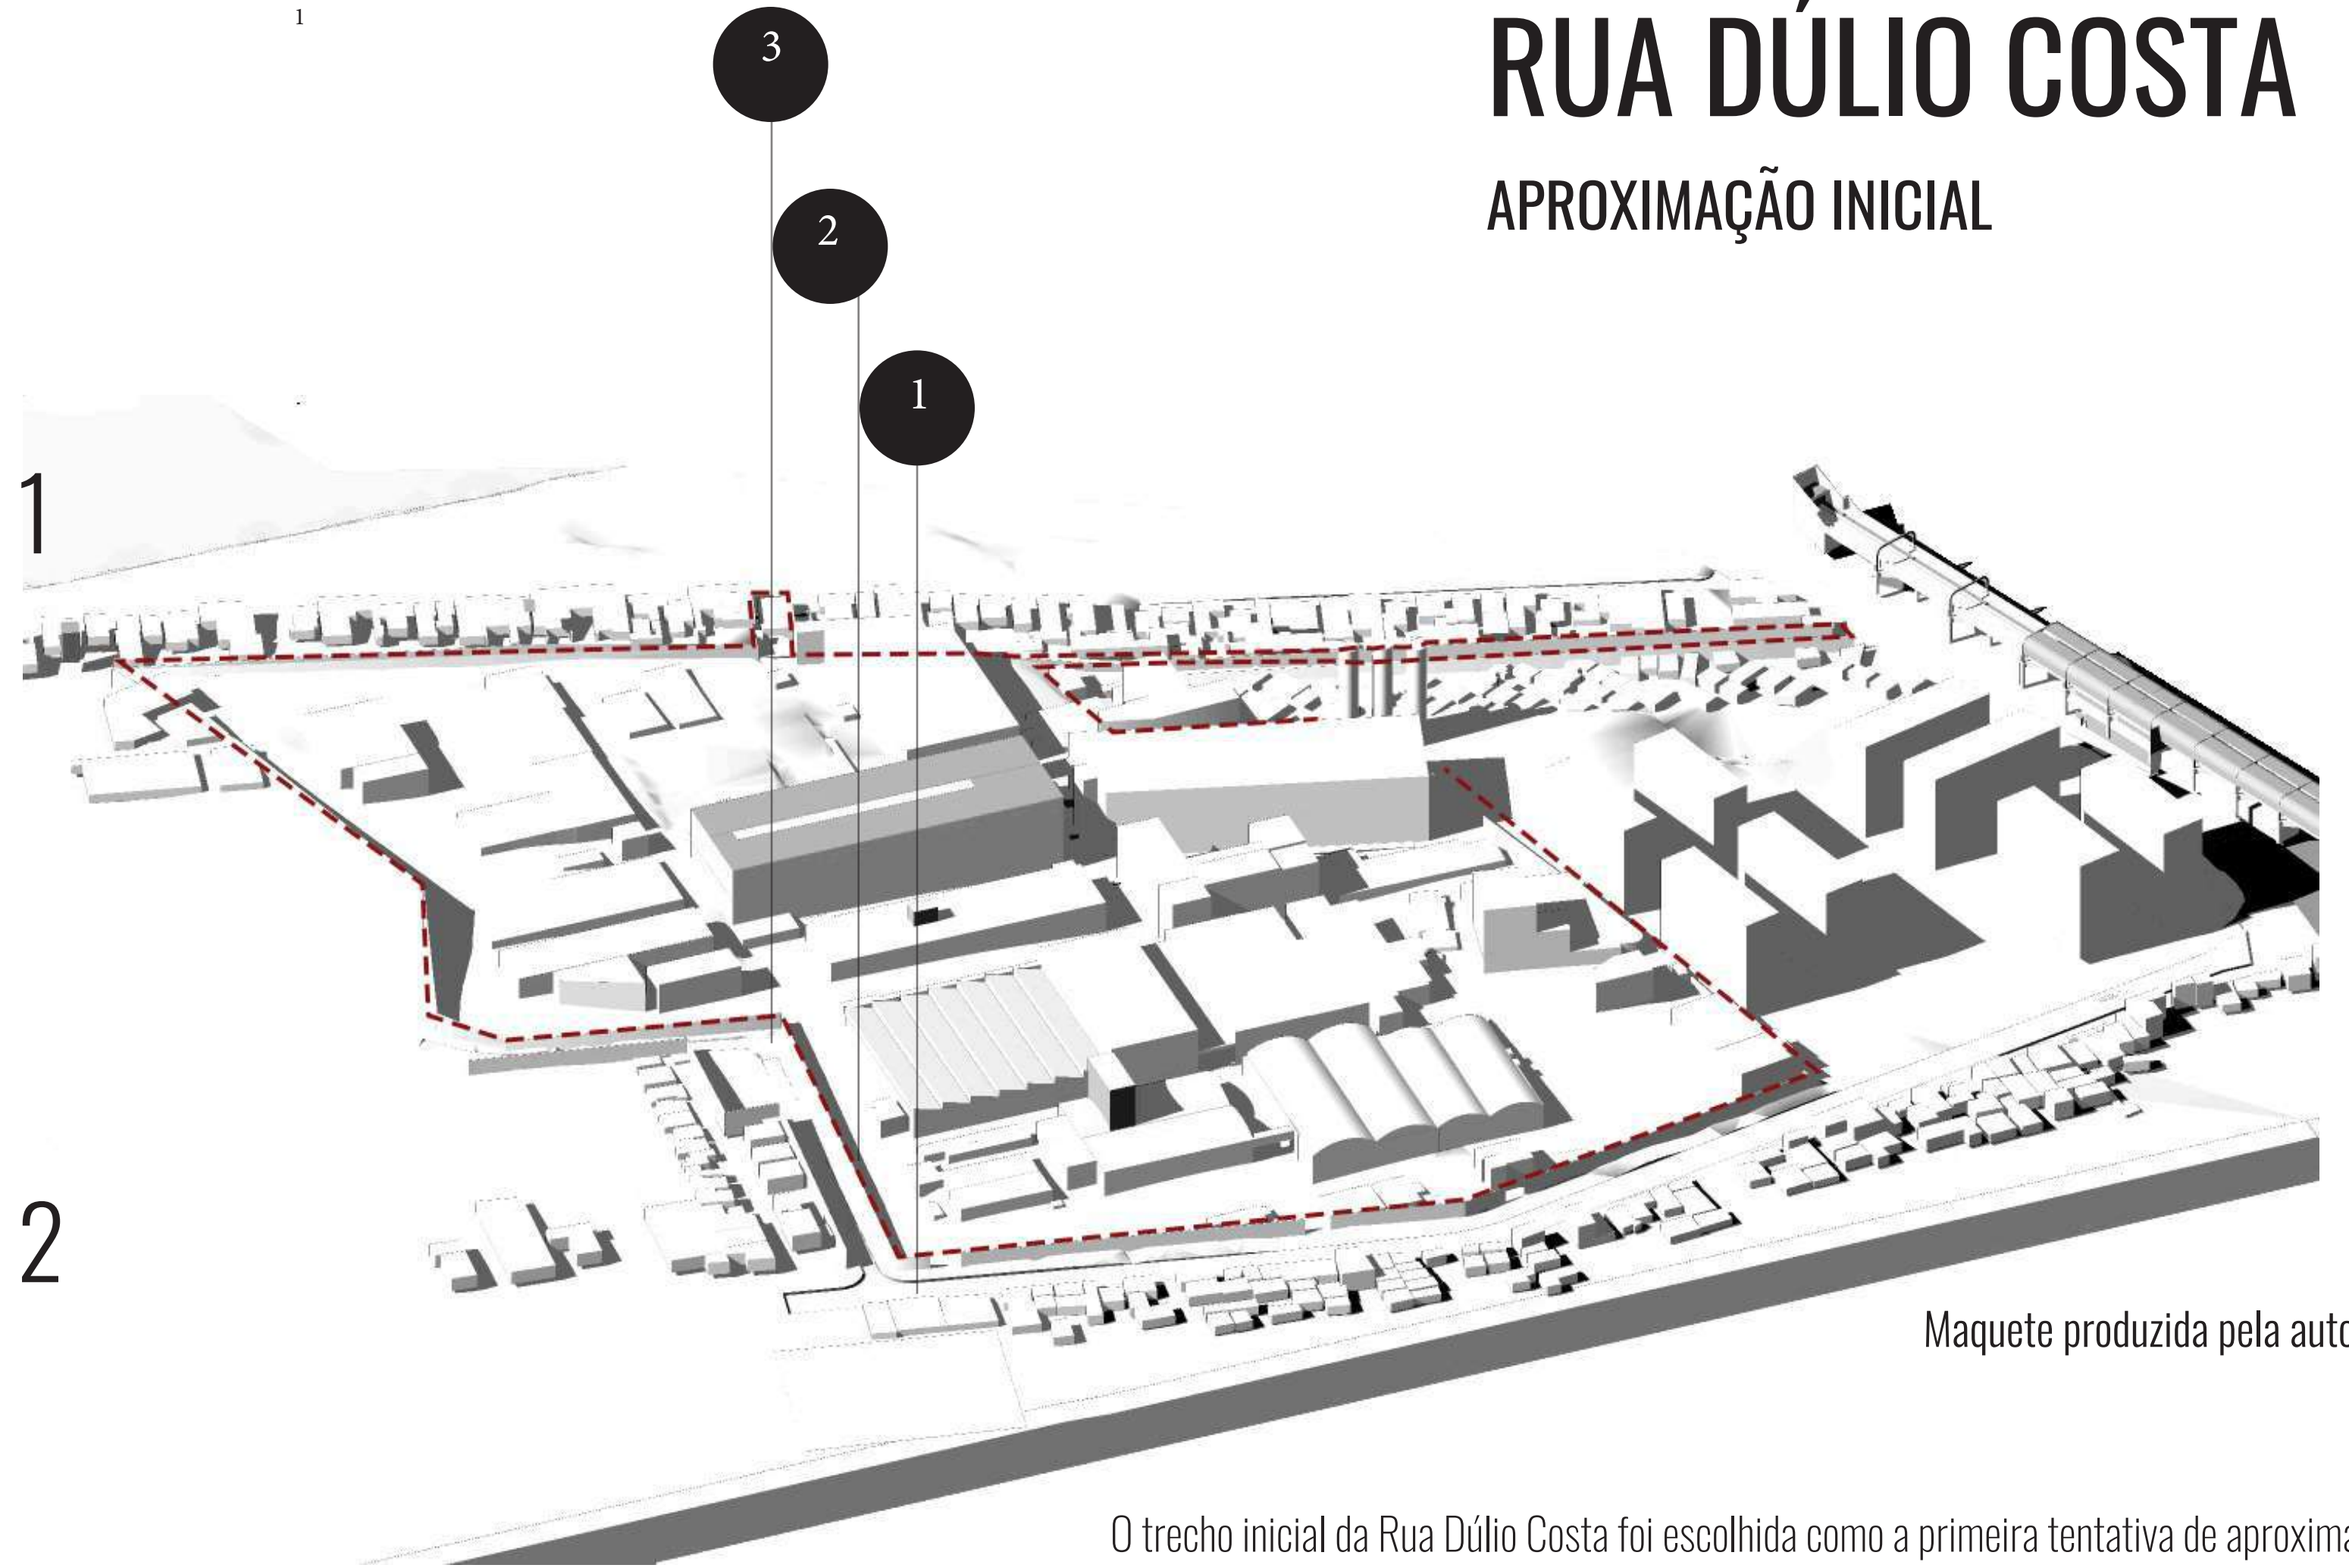 1
3
RUA DÚLIO COSTA
2
APROXIMAÇÃO INICIAL
1
1
2
Maquete produzida pela auto
O trecho inicial da Rua Dúlio Costa foi escolhida como a primeira tentativa de aproxima